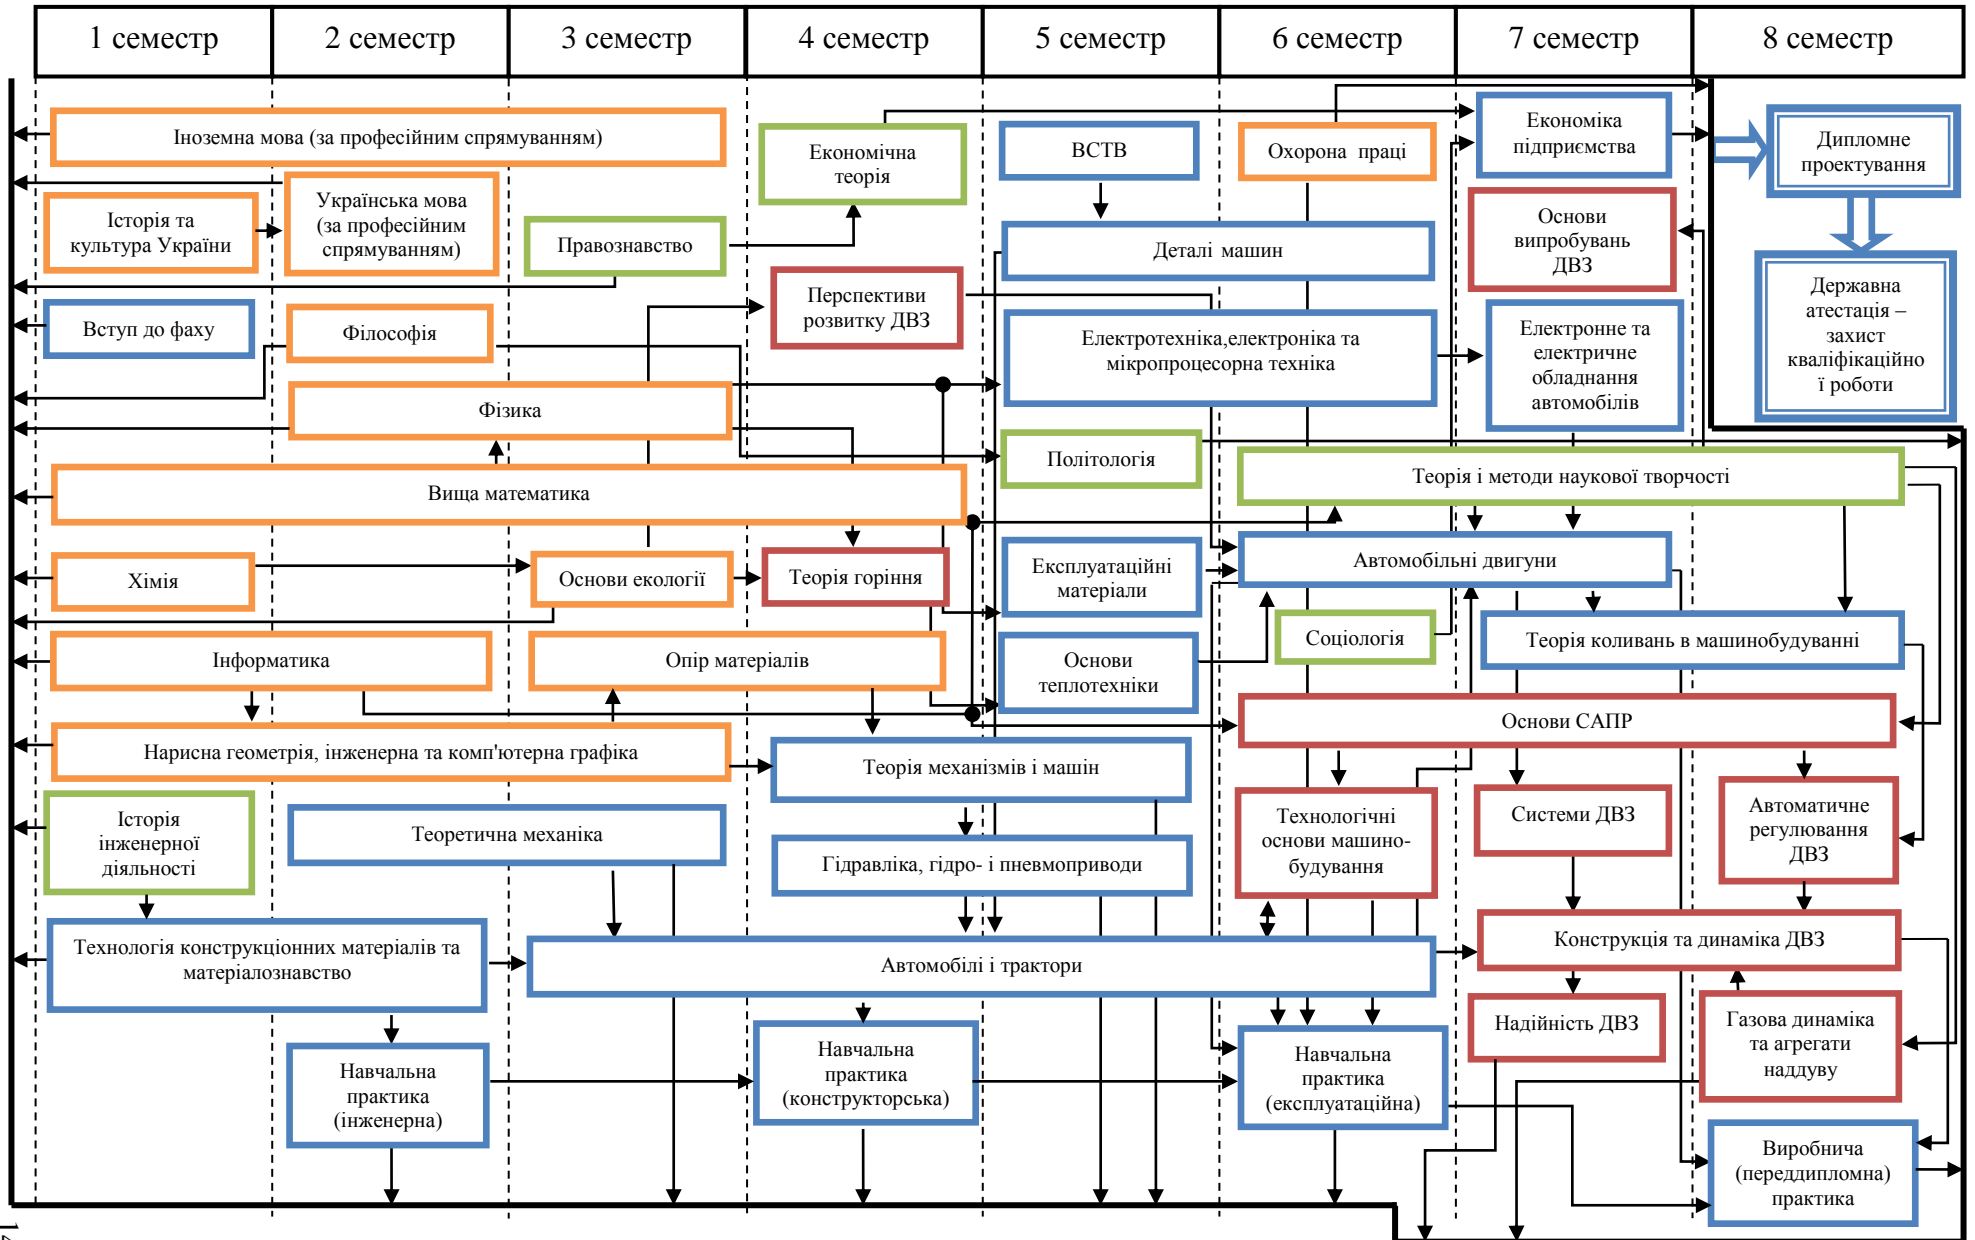 1 семестр
2 семестр
3 семестр
4 семестр
5 семестр
6 семестр
7 семестр
8 семестр
Іноземна мова (за професійним спрямуванням)
Історія та
культура України
Українська мова
(за професійним
спрямуванням)
Правознавство
Економічна
теорія
ВСТВ
Охорона праці
Економіка
підприємства
Дипломне
проектування
Основи
випробувань
ДВЗ
Деталі машин
Вступ до фаху
Філософія
Перспективи
розвитку ДВЗ
Електротехніка,електроніка та
мікропроцесорна техніка
Електронне та
електричне
обладнання
автомобілів
Державна
атестація –
захист
кваліфікаційно
ї роботи
Фізика
Політологія
Теорія і методи наукової творчості
Вища математика
Хімія
Основи екології
Теорія горіння
Експлуатаційні
матеріали
Автомобільні двигуни
Інформатика
Опір матеріалів
Основи
теплотехніки
Соціологія
Теорія коливань в машинобудуванні
Основи САПР
Нарисна геометрія, інженерна та комп'ютерна графіка
Теорія механізмів і машин
Історія
інженерної
діяльності
Теоретична механіка
Гідравліка, гідро- і пневмоприводи
Технологічні
основи машино-
будування
Системи ДВЗ
Автоматичне
регулювання
ДВЗ
Технологія конструкціонних матеріалів та
матеріалознавство
Автомобілі і трактори
Конструкція та динаміка ДВЗ
Навчальна
практика
(інженерна)
Навчальна
практика
(конструкторська)
Навчальна
практика
(експлуатаційна)
Надійність ДВЗ
Газова динаміка
та агрегати
наддуву
Виробнича
(переддипломна)
практика